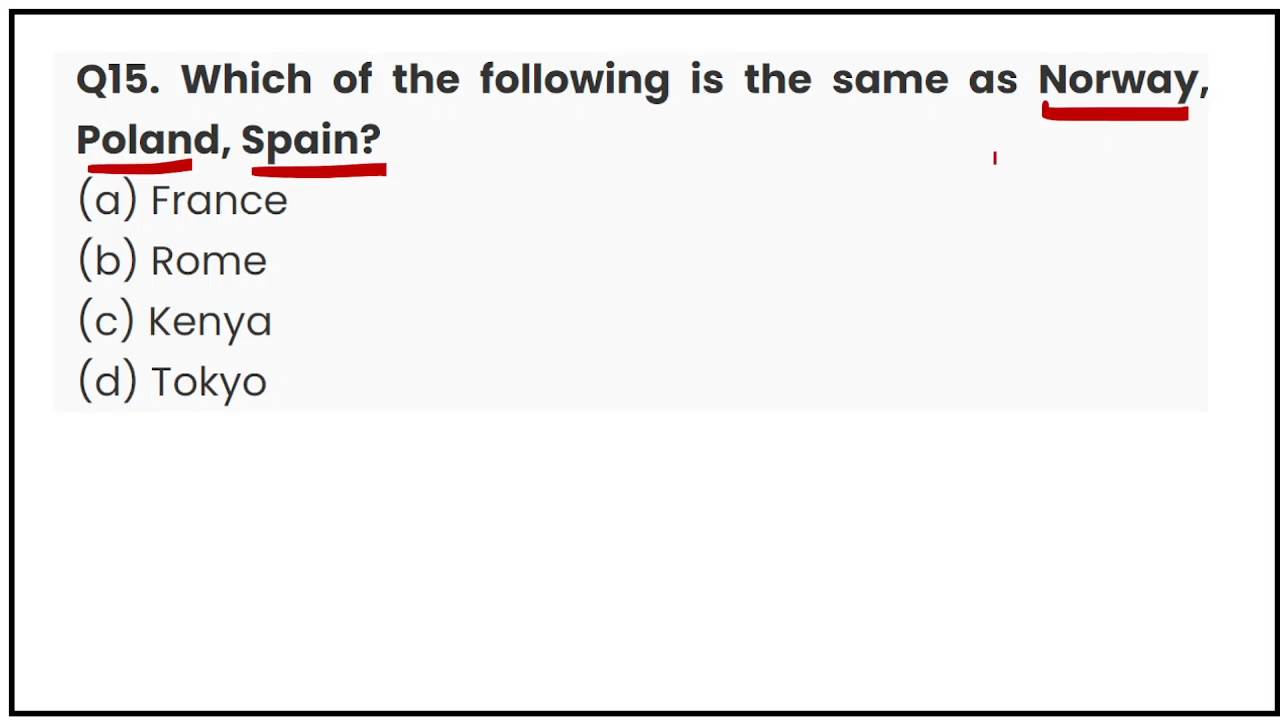 Q15. Which of the following is the same as Norway,
Poland, Spain?
(a) France
(b) Rome
(c) Kenya
(d) Tokyo